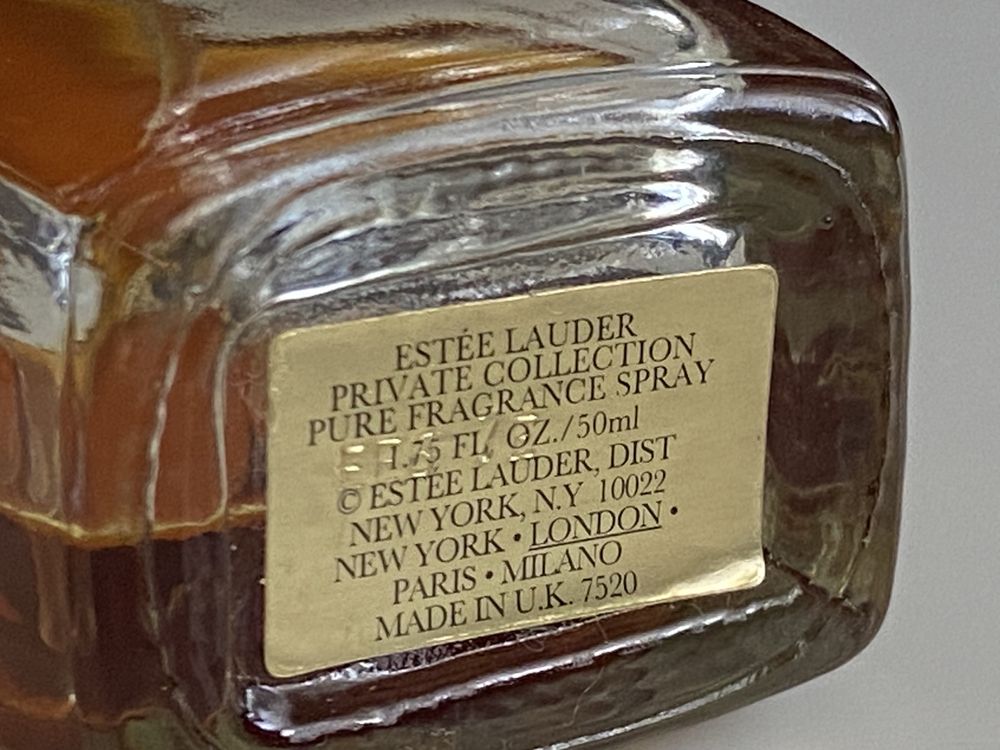 ESTÉE LAUDER
PRIVATE COLLECTION
PURE FRAGRANCE SPRAY
1.75 FL. OZ./50ml
© ESTÉE LAUDER, DIST
NEW YORK, N.Y 10022
NEW YORK • LONDON •
PARIS • MILANO
MADE IN U.K. 7520